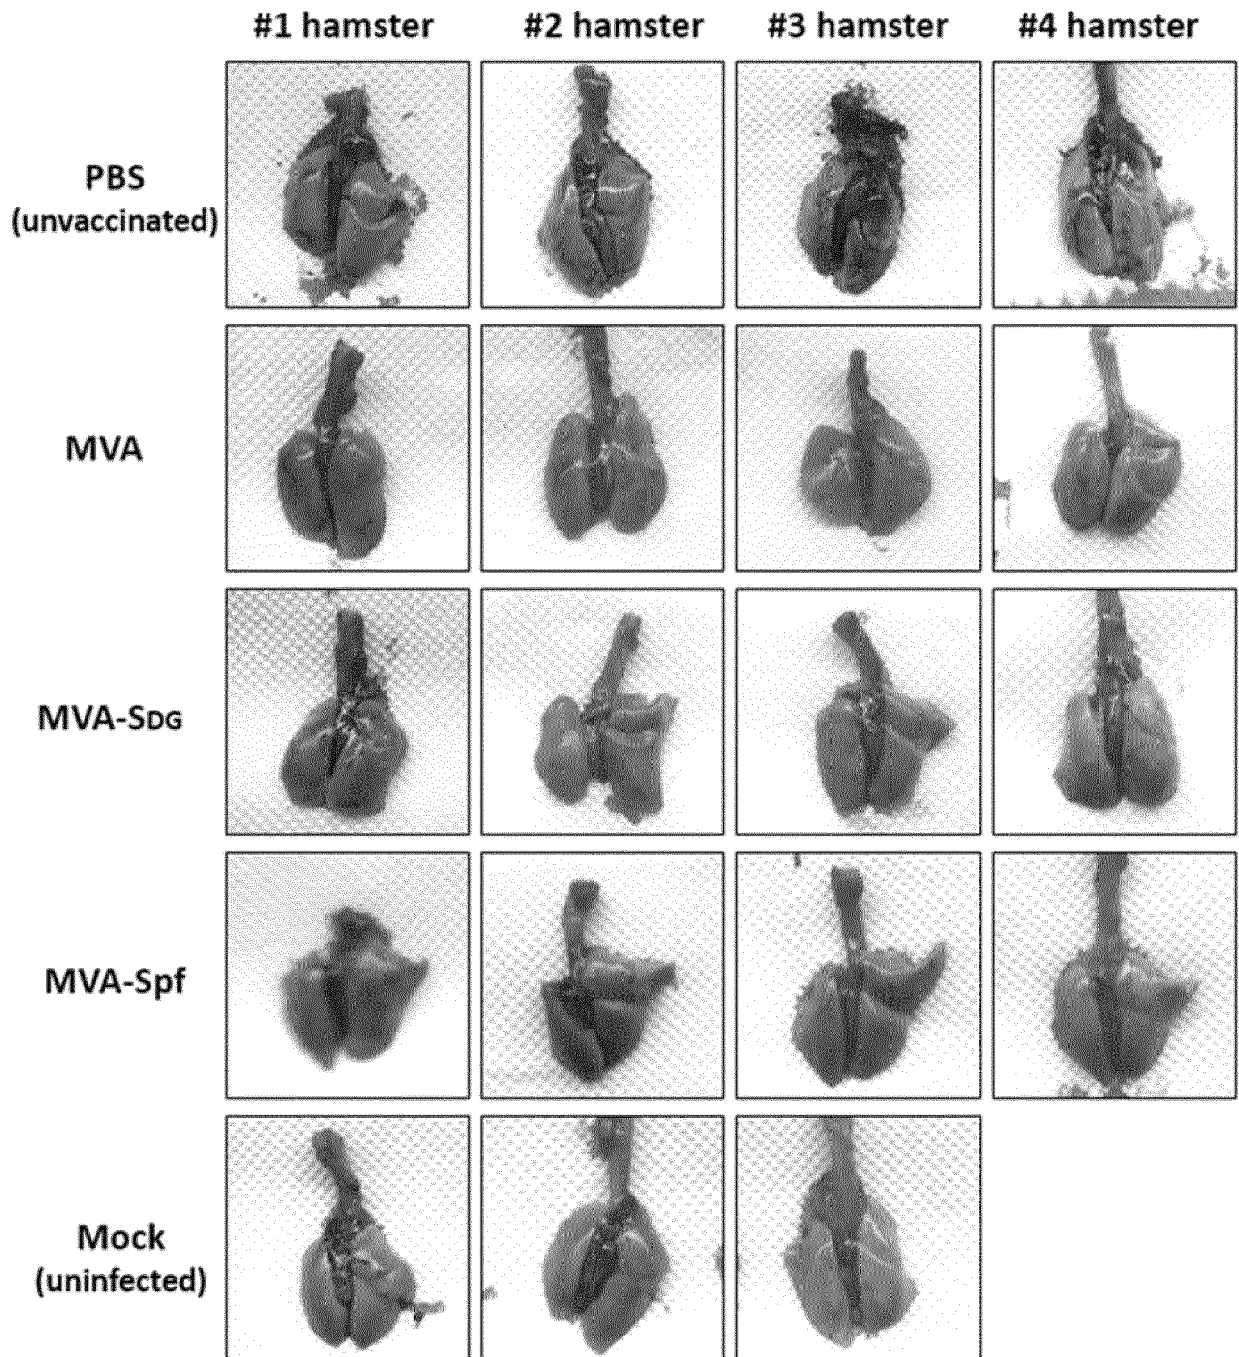 #1 hamster #2 hamster #3 hamster #4 hamster
PBS
(unvaccinated)
MVA
MVA-SDG
MVA-Spf
Mock
(uninfected)